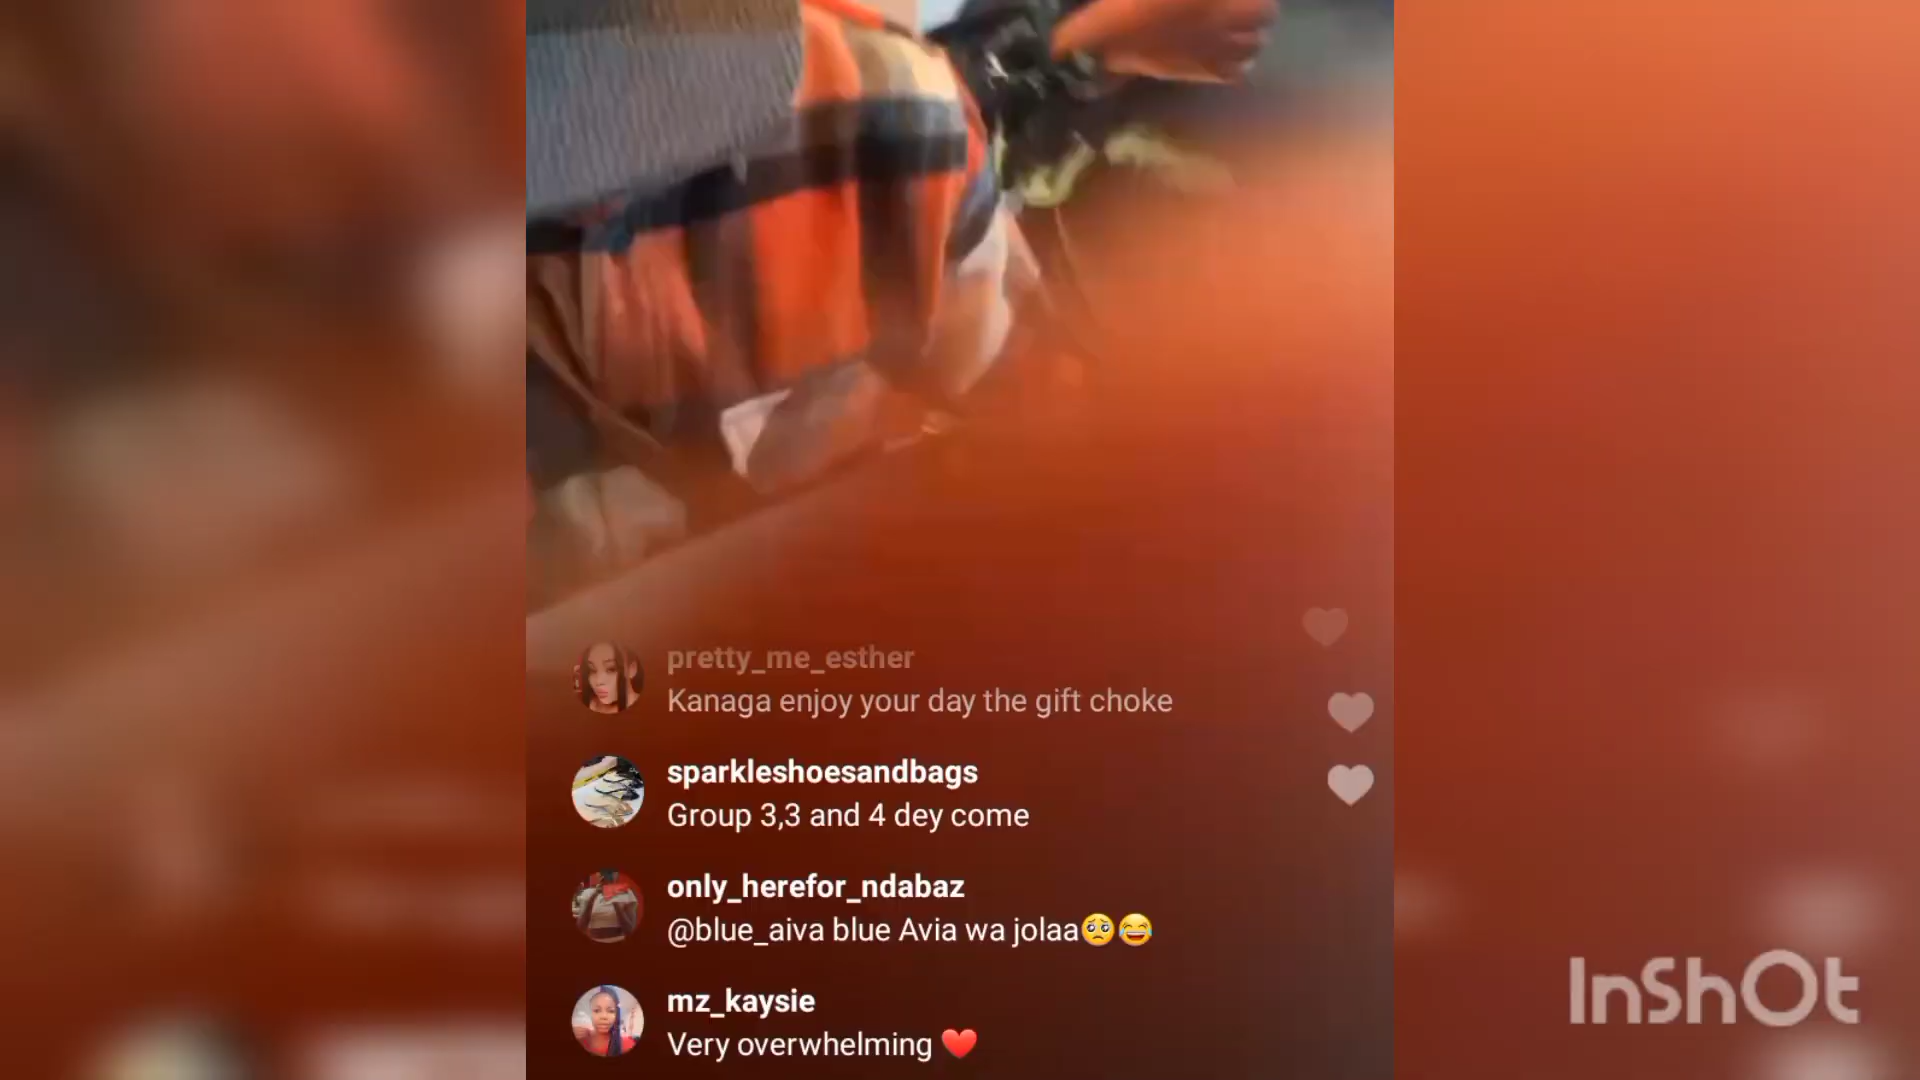 pretty_me_esther
Kanaga enjoy your day the gift choke
sparkleshoesandbags
Group 3,3 and 4 dey come
only_herefor_ndabaz
@blue_aiva blue Avia wa jolaa🥺😂
mz_kaysie
Very overwhelming ❤️
InShOt